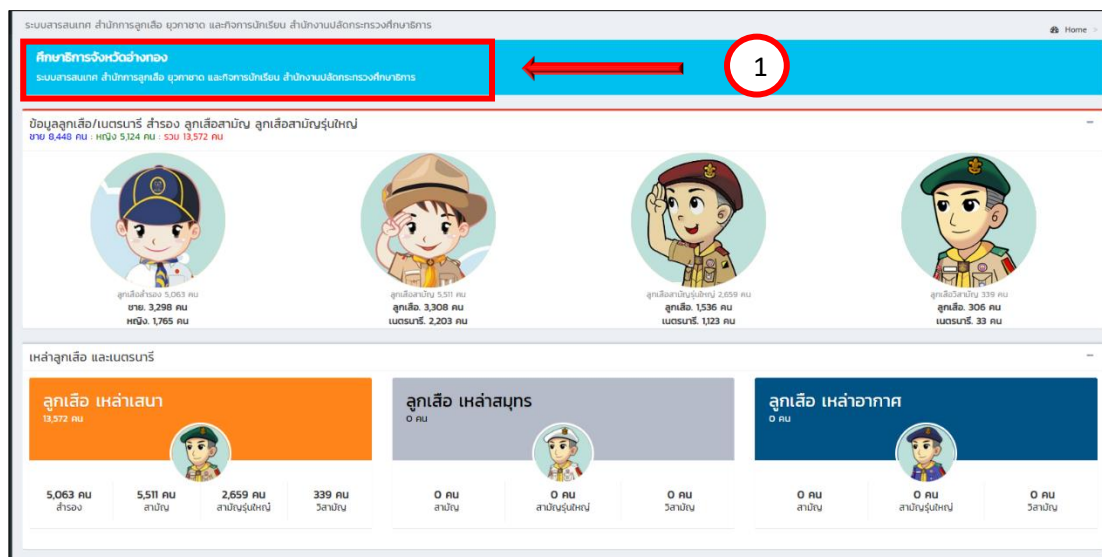 ระบบสารสนเทศ สำนักการลูกเสือ ยุวกาชาด และกิจการนักเรียน สำนักงานปลัดกระทรวงศึกษาธิการ
Home >
ศึกษาธิการจังหวัดอ่างทอง
ระบบสารสนเทศ สำนักการลูกเสือ ยุวกาชาด และกิจการนักเรียน สำนักงานปลัดกระทรวงศึกษาธิการ
1
ข้อมูลลูกเสือ/เนตรนารี สำรอง ลูกเสือสามัญ ลูกเสือสามัญรุ่นใหญ่
ชาย 8,448 คน : หญิง 5,124 คน : รวม 13,572 คน
ลูกเสือสำรอง 5,063 คน
ชาย. 3,298 คน
หญิง. 1,765 คน
ลูกเสือสามัญ 5,511 คน
ลูกเสือ. 3,308 คน
เนตรนารี. 2,203 คน
ลูกเสือสามัญรุ่นใหญ่ 2,659 คน
ลูกเสือ. 1,536 คน
เนตรนารี. 1,123 คน
ลูกเสือวิสามัญ 339 คน
ลูกเสือ. 306 คน
เนตรนารี. 33 คน
เหล่าลูกเสือ และเนตรนารี
ลูกเสือ เหล่าเสนา
13,572 คน
5,063 คน 5,511 คน 2,659 คน 339 คน
สำรอง สามัญ สามัญรุ่นใหญ่ วิสามัญ
ลูกเสือ เหล่าสมุทร
0 คน
0 คน 0 คน 0 คน
สามัญ สามัญรุ่นใหญ่ วิสามัญ
ลูกเสือ เหล่าอากาศ
0 คน
0 คน 0 คน 0 คน
สามัญ สามัญรุ่นใหญ่ วิสามัญ